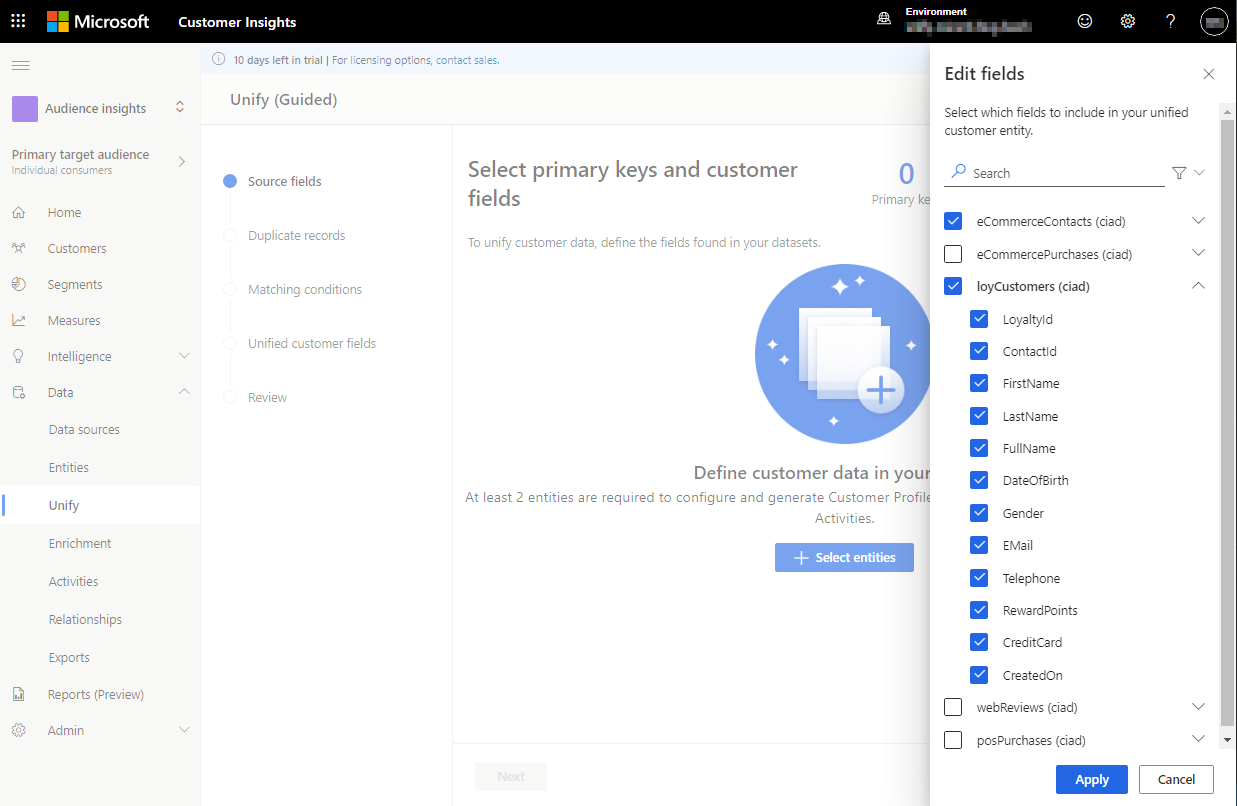 Microsoft
Customer Insights
Environment
?
10 days left in trial | For licensing options, contact sales.
Audience insights
Primary target audience
Individual consumers
Home
Customers
Segments
Measures
Intelligence
Data
Data sources
Entities
Unify
Enrichment
Activities
Relationships
Exports
Reports (Preview)
Admin
Unify (Guided)
Source fields
Duplicate records
Matching conditions
Unified customer fields
Review
Select primary keys and customer
fields
0
Primary ke
To unify customer data, define the fields found in your datasets.
Define customer data in your
At least 2 entities are required to configure and generate Customer Profile
Activities.
Select entities
Next
Edit fields
Select which fields to include in your unified
customer entity.
Search
eCommerceContacts (ciad)
eCommercePurchases (ciad)
loyCustomers (ciad)
LoyaltyId
ContactId
FirstName
LastName
FullName
DateOfBirth
Gender
EMail
Telephone
RewardPoints
CreditCard
CreatedOn
webReviews (ciad)
posPurchases (ciad)
Apply
Cancel